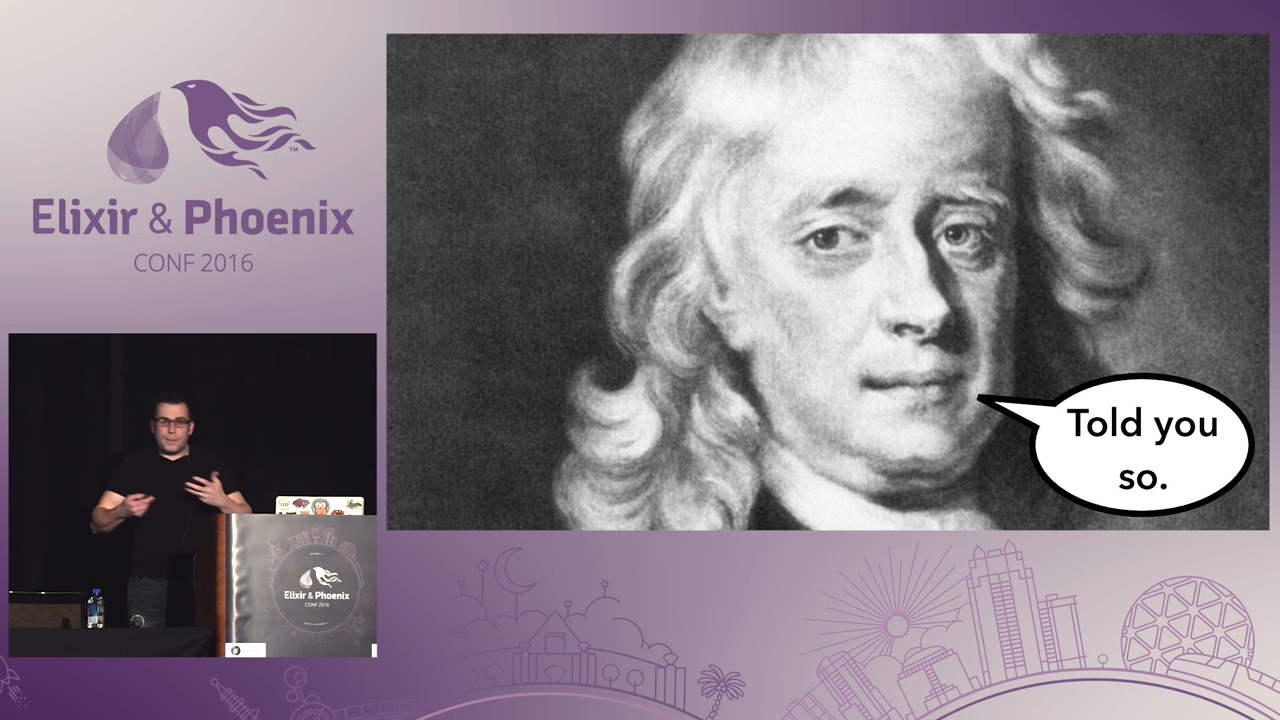 Elixir & Phoenix
CONF 2016
Told you
so.
Elixir & Phoenix
CONF 2016